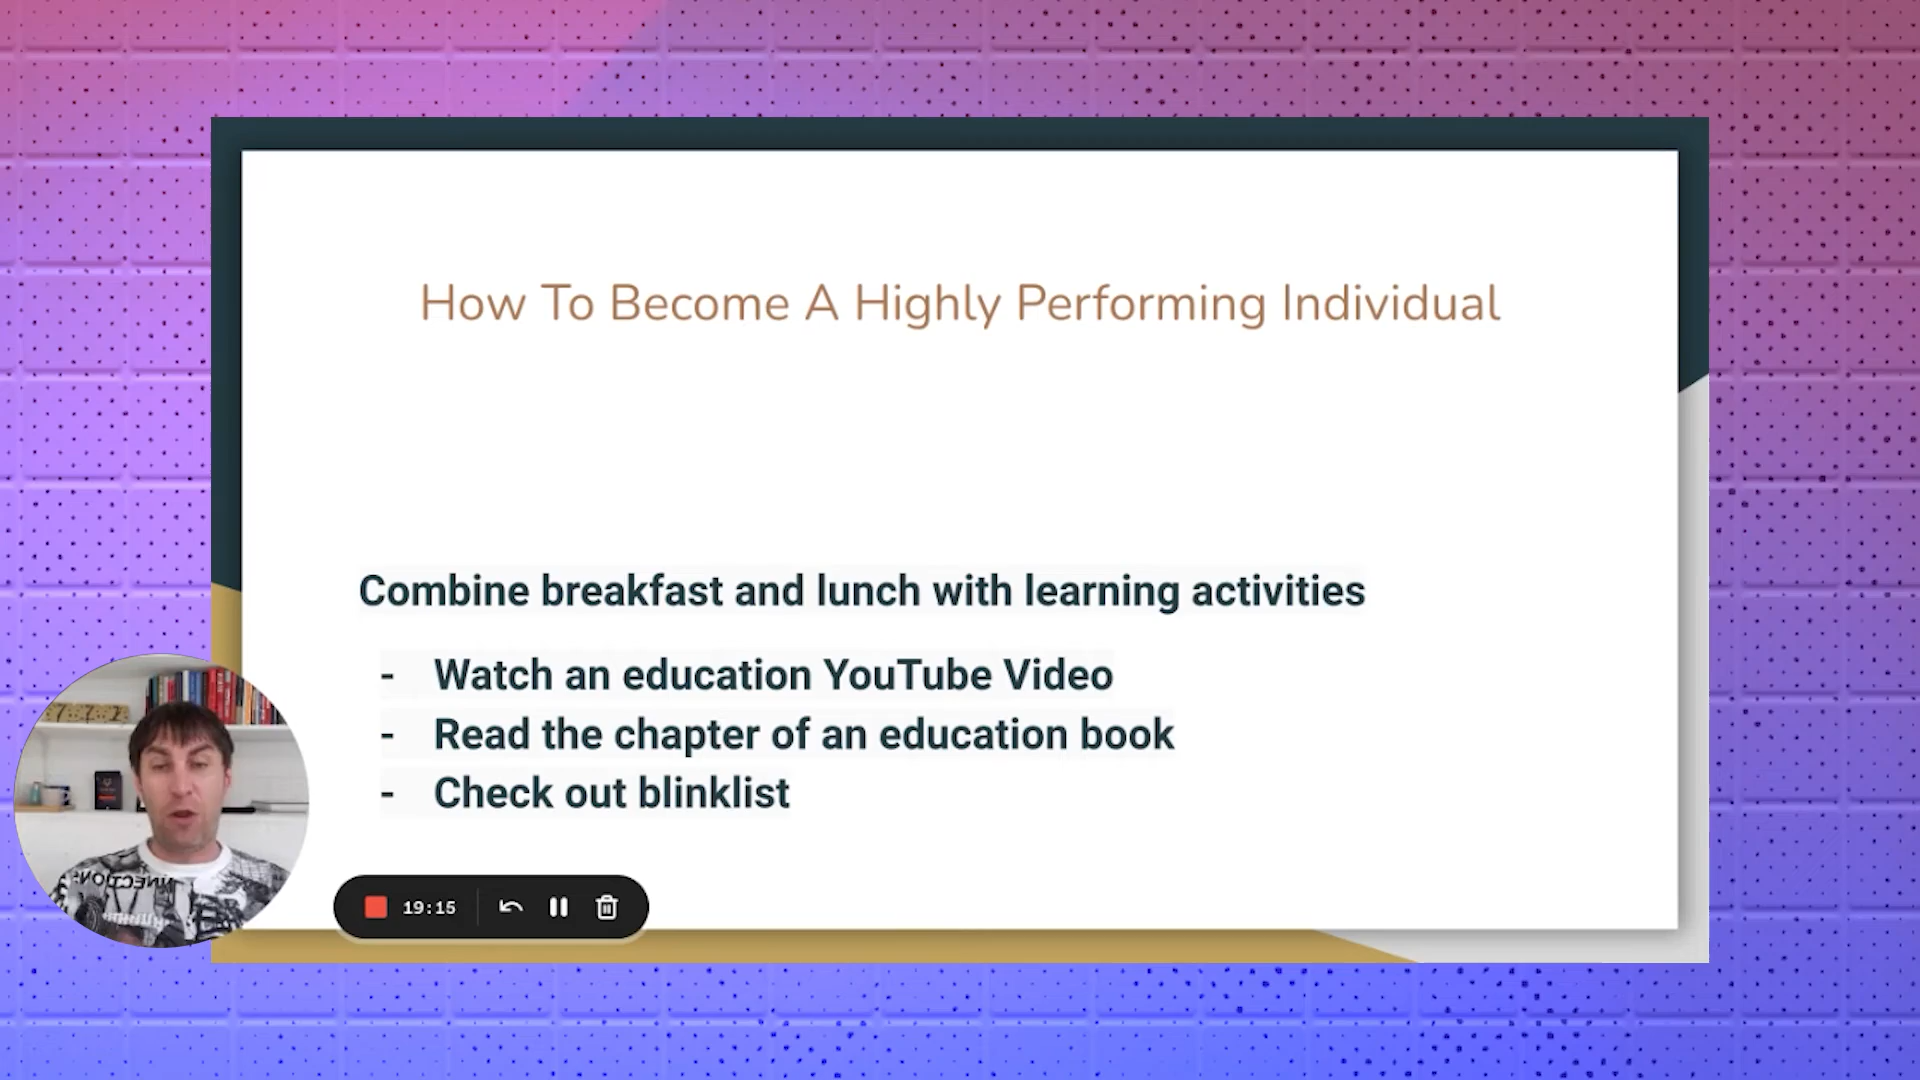 How To Become A Highly Performing Individual
Combine breakfast and lunch with learning activities
- Watch an education YouTube Video
- Read the chapter of an education book
- Check out blinklist
19:15